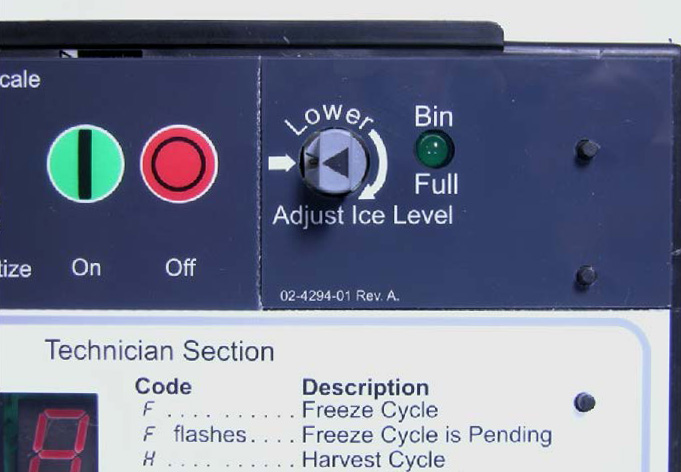 cale
Lower
Bin
Full
Adjust Ice Level
tize On Off
02-4294-01 Rev. A.
Technician Section
Code Description
F . . . . . . . . . . Freeze Cycle
F flashes . . . . Freeze Cycle is Pending
H . . . . . . . . . . Harvest Cycle